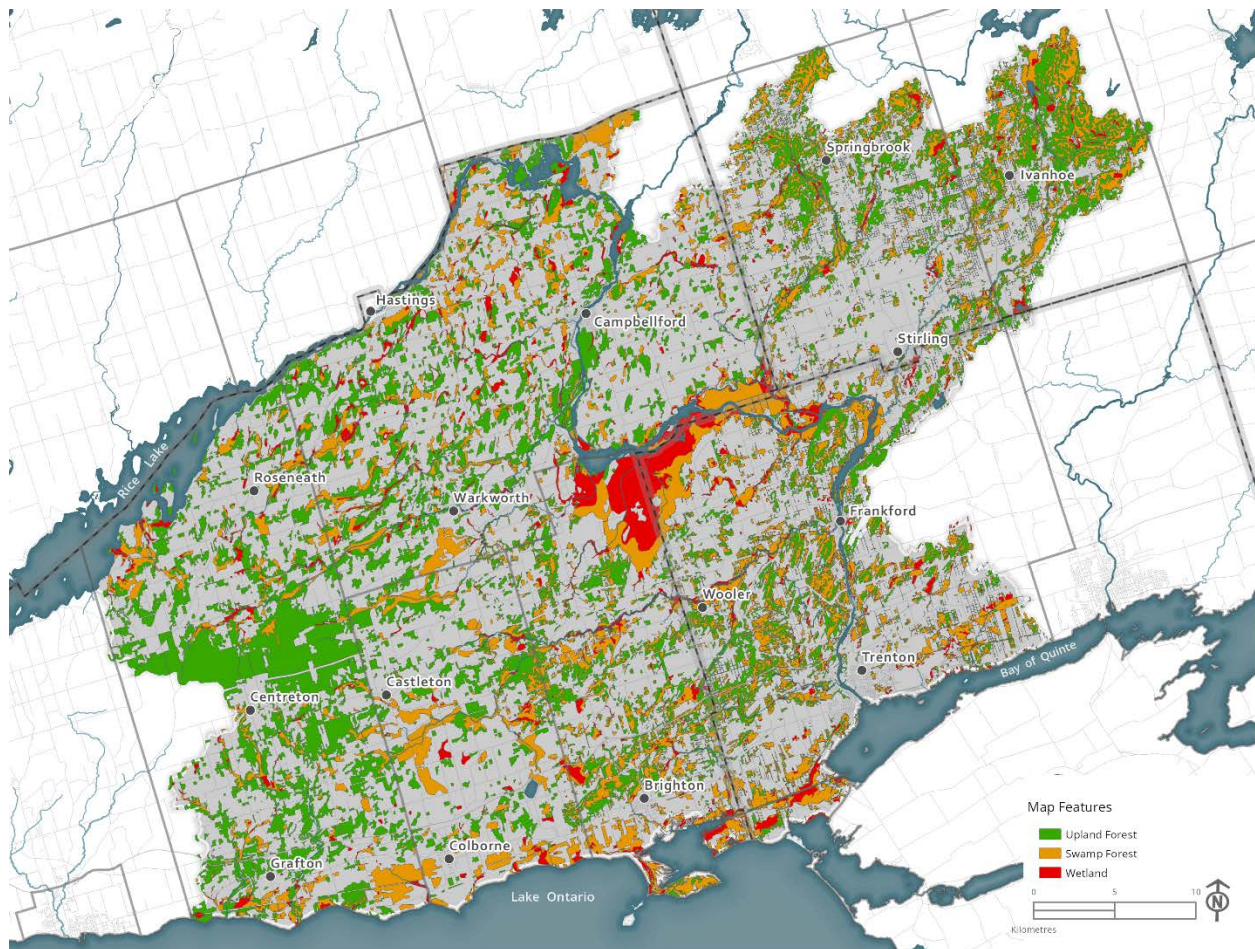 Springbrook
Ivanhoe
Hastings
Campbellford
Stirling
Rice Lake
Roseneath
Warkworth
Frankford
Wooler
Trenton
Bay of Quinte
Castleton
Centreton
Brighton
Colborne
Grafton
Lake Ontario
Map Features
Upland Forest
Swamp Forest
Wetland
0 5 10
Kilometres
N